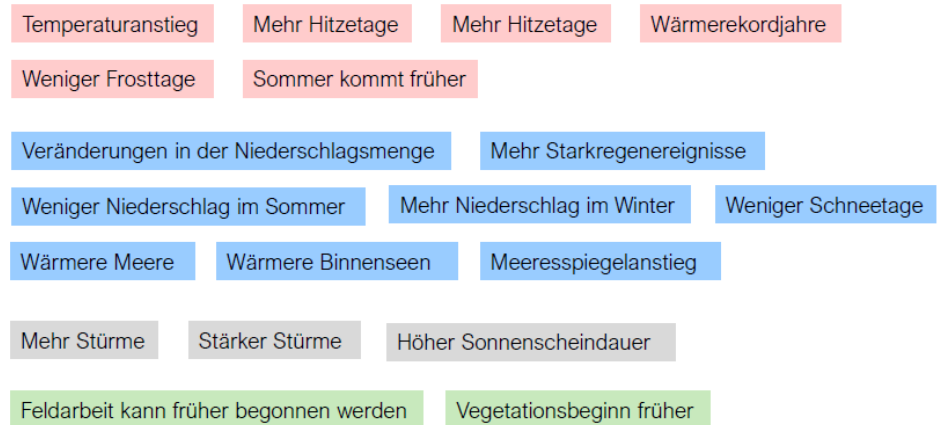 Temperaturanstieg Mehr Hitzetage Mehr Hitzetage Wärmerekordjahre
Weniger Frosttage Sommer kommt früher
Veränderungen in der Niederschlagsmenge Mehr Starkregenereignisse
Weniger Niederschlag im Sommer Mehr Niederschlag im Winter Weniger Schneetage
Wärmere Meere Wärmere Binnenseen Meeresspiegelanstieg
Mehr Stürme Stärker Stürme Höher Sonnenscheindauer
Feldarbeit kann früher begonnen werden Vegetationsbeginn früher